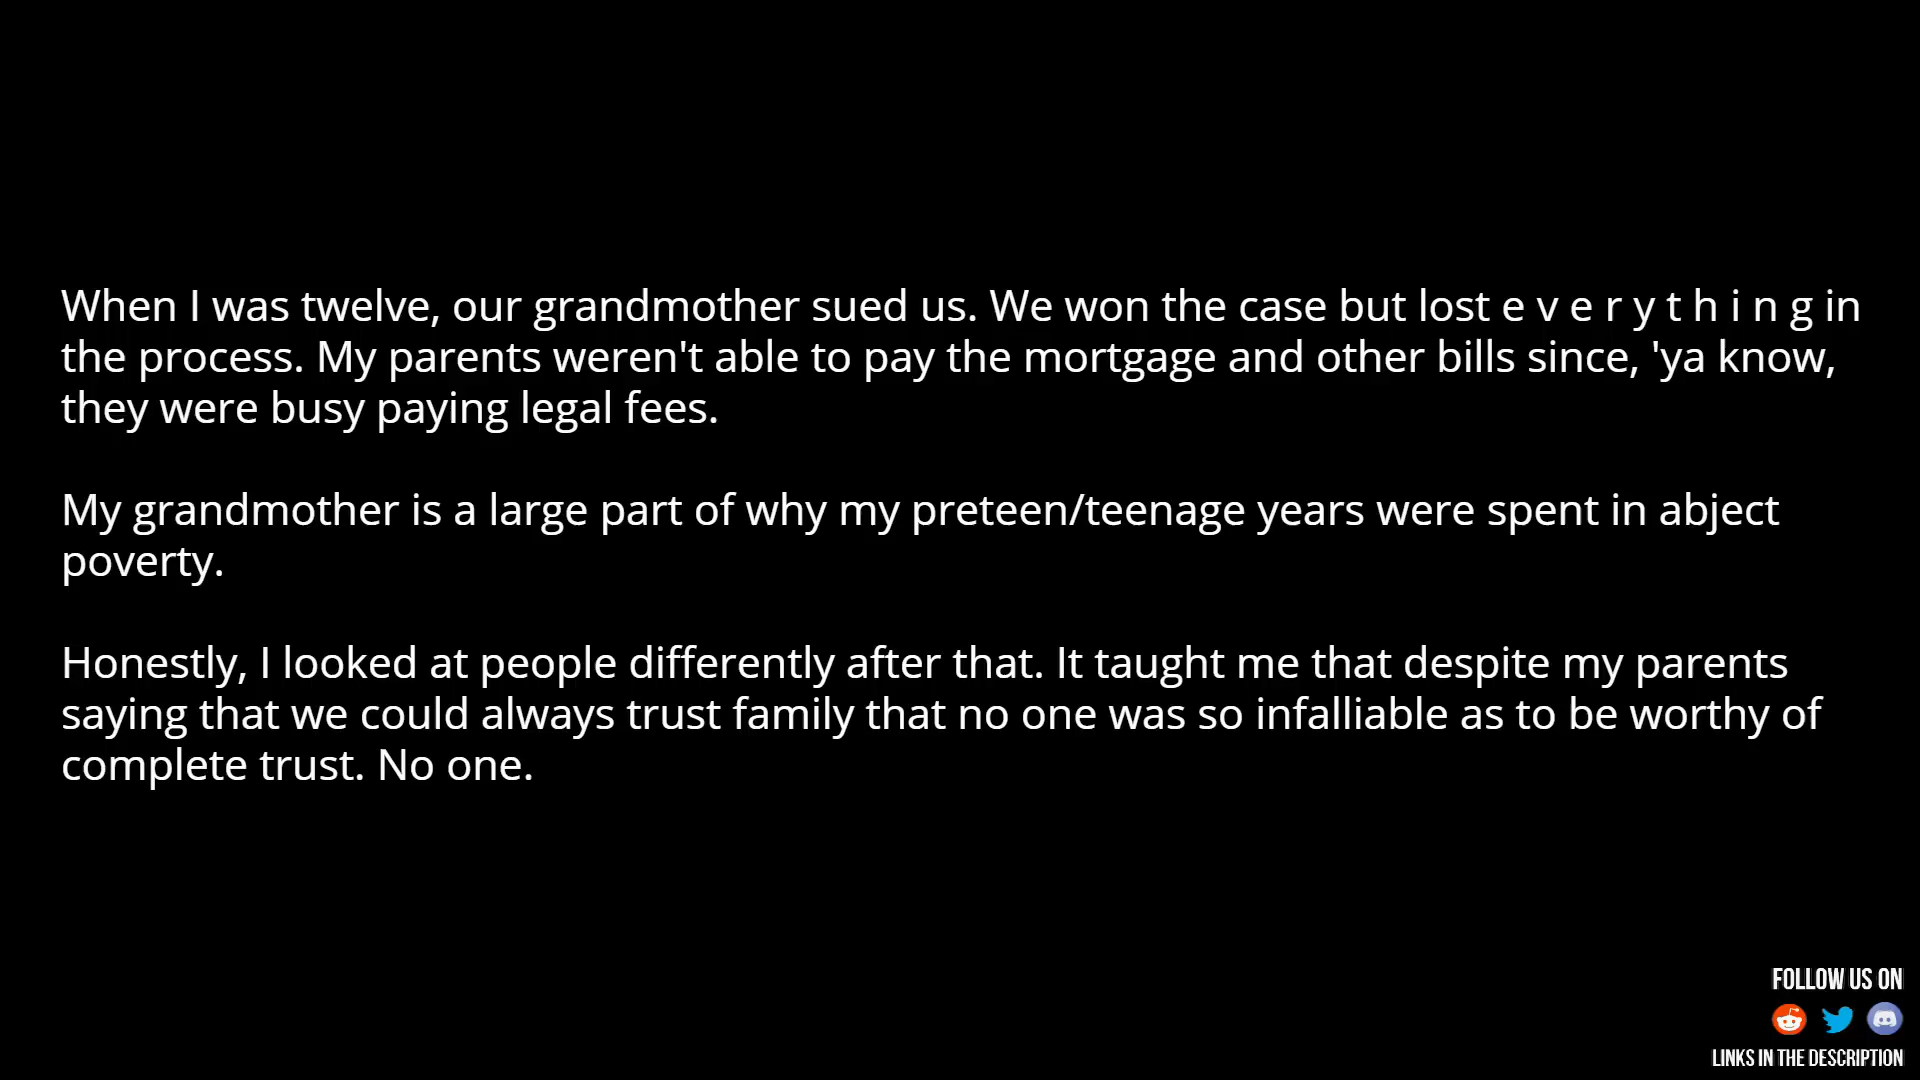 When I was twelve, our grandmother sued us. We won the case but lost e v e r y t h i n g in
the process. My parents weren't able to pay the mortgage and other bills since, 'ya know,
they were busy paying legal fees.
My grandmother is a large part of why my preteen/teenage years were spent in abject
poverty.
Honestly, I looked at people differently after that. It taught me that despite my parents
saying that we could always trust family that no one was so infalliable as to be worthy of
complete trust. No one.
FOLLOW US ON
LINKS IN THE DESCRIPTION